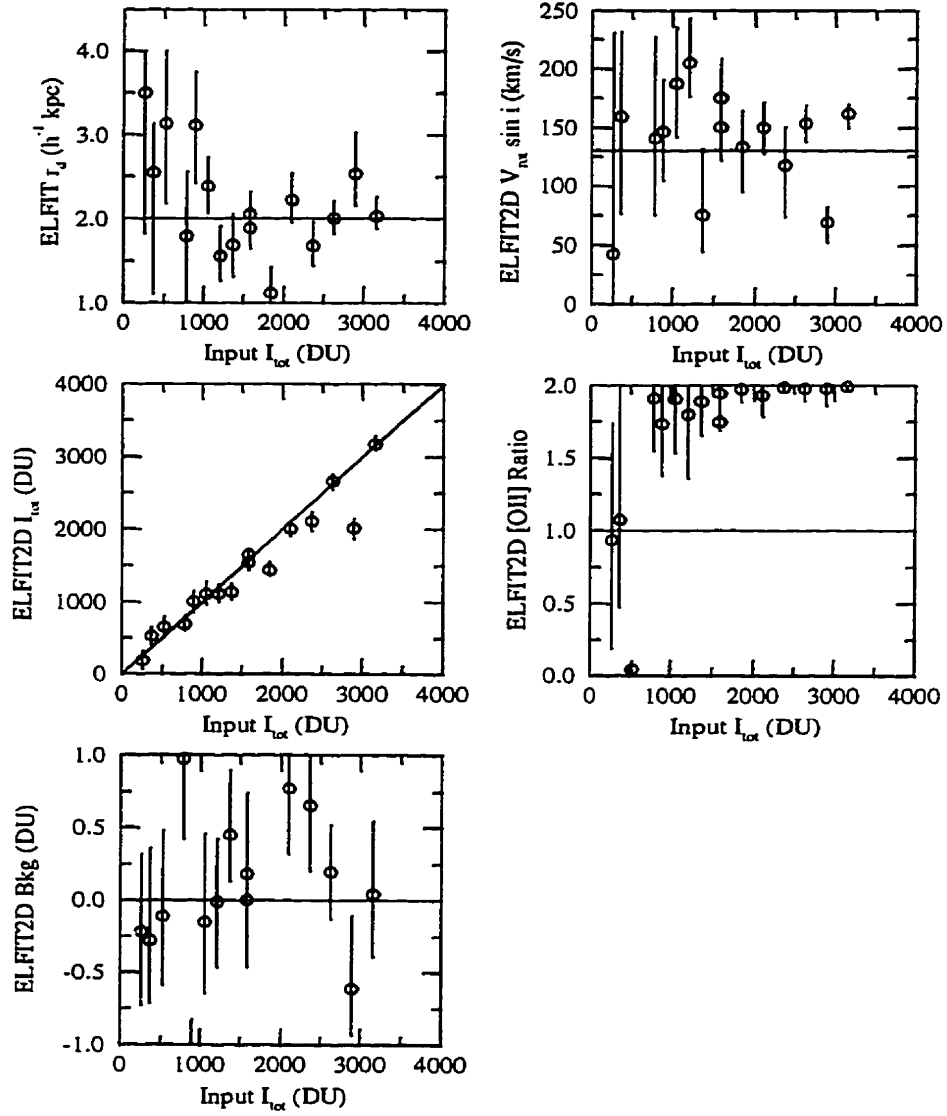 4.0
3.0
2.0
1.0
ELFIT r_d (h^-1 kpc)
0 1000 2000 3000 4000
Input I_tot (DU)
250
200
150
100
50
0
ELFIT2D V_rot sin i (km/s)
0 1000 2000 3000 4000
Input I_tot (DU)
4000
3000
2000
1000
0
ELFIT2D I_tot (DU)
0 1000 2000 3000 4000
Input I_tot (DU)
2.0
1.5
1.0
0.5
0.0
ELFIT2D [OII] Ratio
0 1000 2000 3000 4000
Input I_tot (DU)
1.0
0.5
0.0
-0.5
-1.0
ELFIT2D Bkg (DU)
0 1000 2000 3000 4000
Input I_tot (DU)